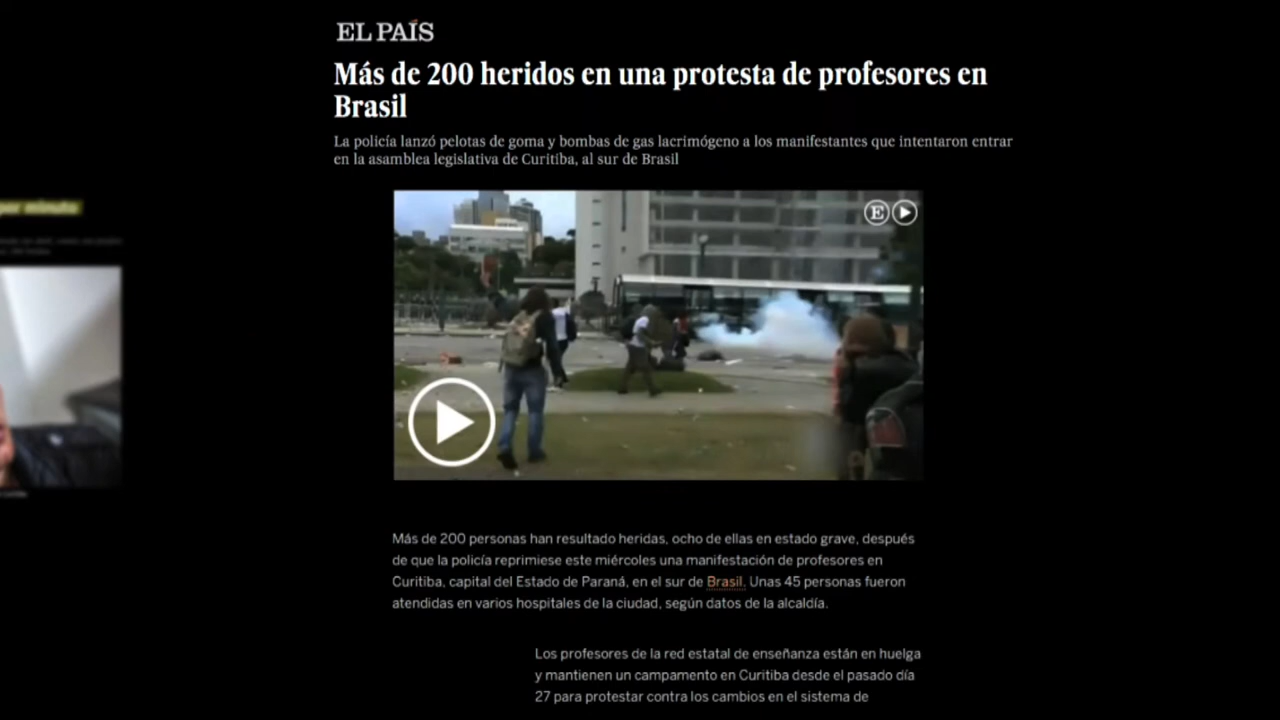 EL PAÍS
Más de 200 heridos en una protesta de profesores en
Brasil
La policía lanzó pelotas de goma y bombas de gas lacrimógeno a los manifestantes que intentaron entrar
en la asamblea legislativa de Curitiba, al sur de Brasil
por minuto
E
Más de 200 personas han resultado heridas, ocho de ellas en estado grave, después
de que la policía reprimiese este miércoles una manifestación de profesores en
Curitiba, capital del Estado de Paraná, en el sur de Brasil. Unas 45 personas fueron
atendidas en varios hospitales de la ciudad, según datos de la alcaldía.
Los profesores de la red estatal de enseñanza están en huelga
y mantienen un campamento en Curitiba desde el pasado día
27 para protestar contra los cambios en el sistema de